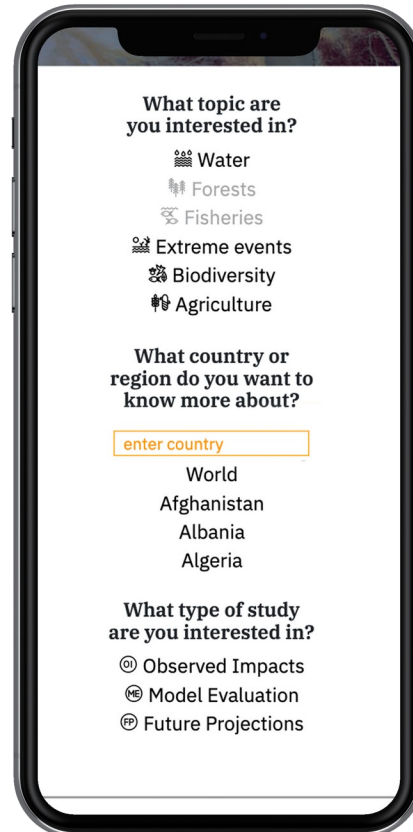 What topic are
you interested in?
Water
Forests
Fisheries
Extreme events
Biodiversity
Agriculture
What country or
region do you want to
know more about?
enter country
World
Afghanistan
Albania
Algeria
What type of study
are you interested in?
OI Observed Impacts
ME Model Evaluation
FP Future Projections